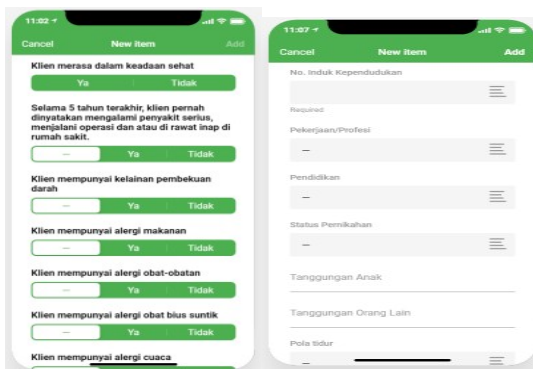 11:02
Cancel New item Add
Klien merasa dalam keadaan sehat
Ya Tidak
Selama 5 tahun terakhir, klien pernah
dinyatakan mengalami penyakit serius,
menjalani operasi dan atau di rawat inap di
rumah sakit.
— Ya Tidak
Klien mempunyai kelainan pembekuan
darah
— Ya Tidak
Klien mempunyai alergi makanan
— Ya Tidak
Klien mempunyai alergi obat-obatan
— Ya Tidak
Klien mempunyai alergi obat bius suntik
— Ya Tidak
Klien mempunyai alergi cuaca
11:07
Cancel New item Add
No. Induk Kependudukan
Required
Pekerjaan/Profesi
—
Pendidikan
—
Status Pernikahan
—
Tanggungan Anak
Tanggungan Orang Lain
Pola tidur
—